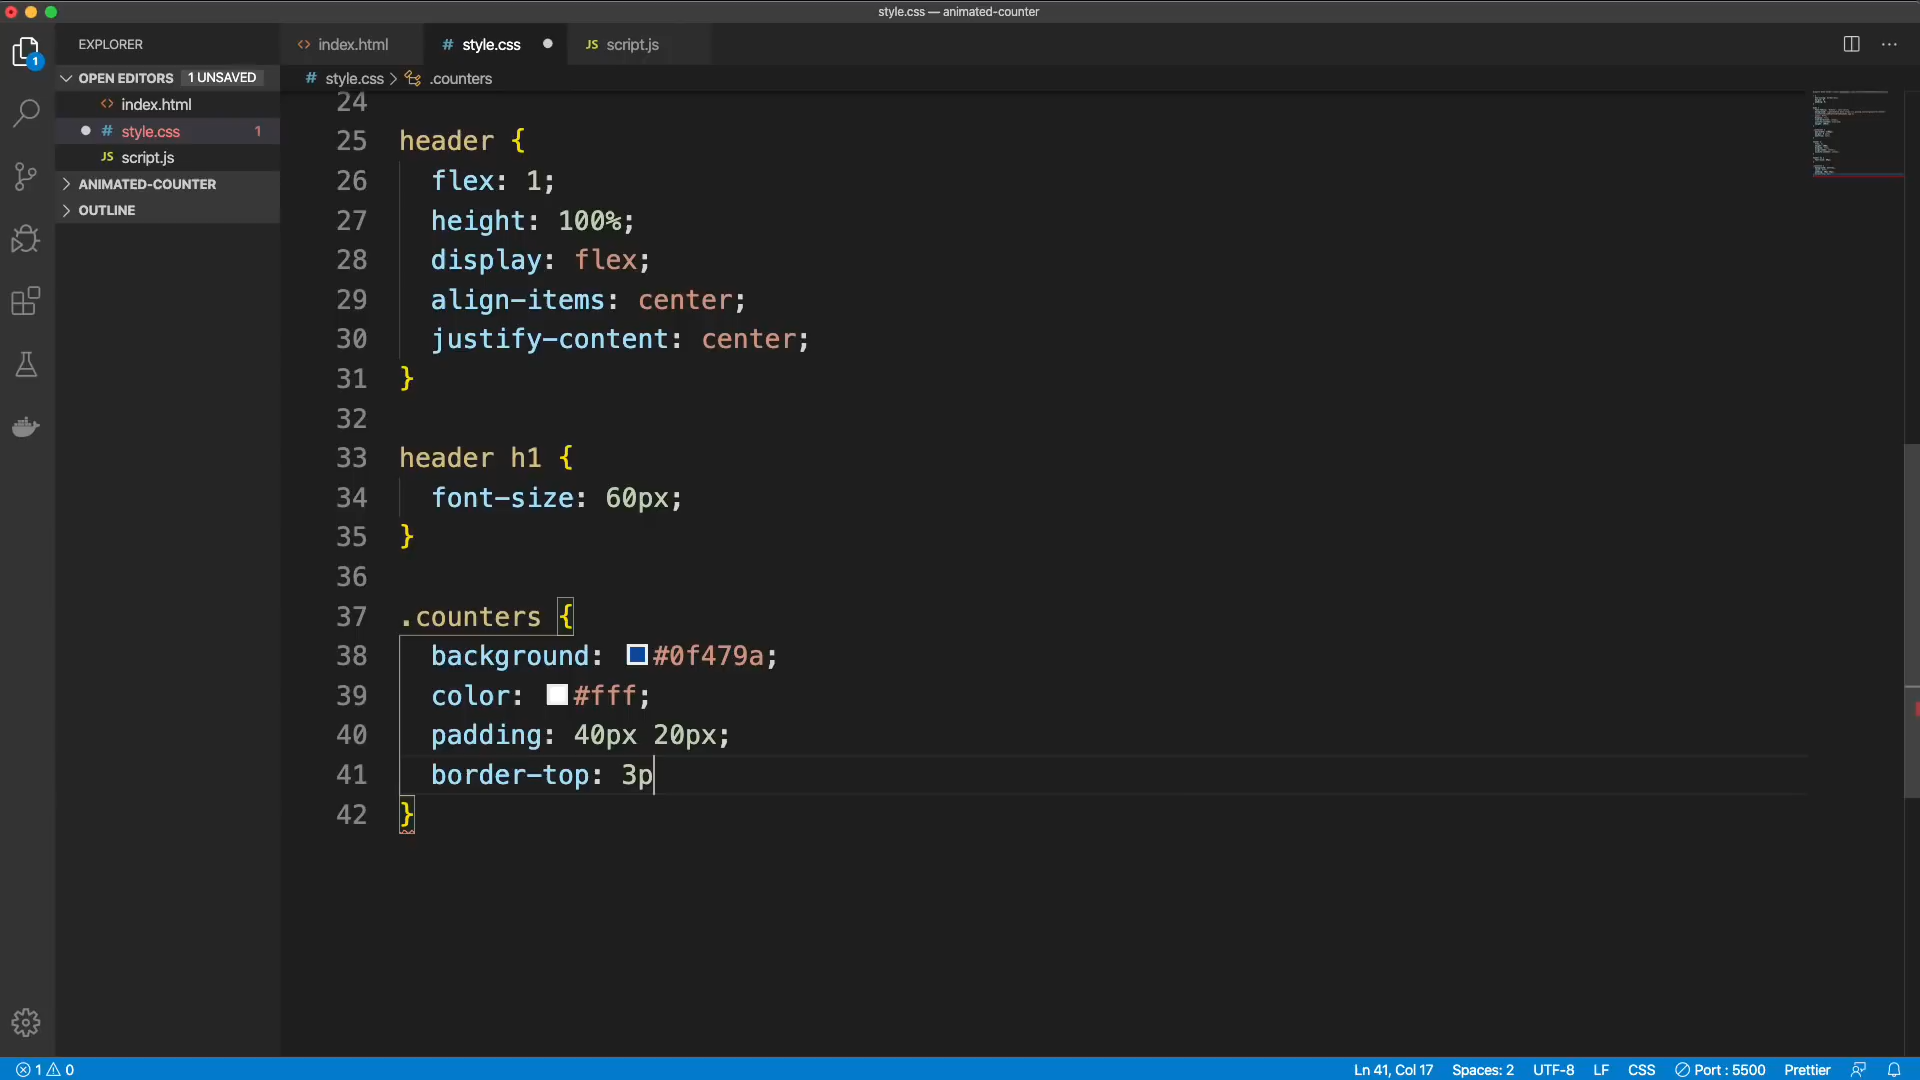 style.css — animated-counter
EXPLORER
<> index.html
# style.css
JS script.js
OPEN EDITORS 1 UNSAVED
# style.css > .counters
<> index.html
# style.css 1
JS script.js
ANIMATED-COUNTER
OUTLINE
1
24
25 header {
26 flex: 1;
27 height: 100%;
28 display: flex;
29 align-items: center;
30 justify-content: center;
31 }
32
33 header h1 {
34 font-size: 60px;
35 }
36
37 .counters {
38 background: #0f479a;
39 color: #fff;
40 padding: 40px 20px;
41 border-top: 3p
42 }
1 0 Ln 41, Col 17 Spaces: 2 UTF-8 LF CSS Port : 5500 Prettier